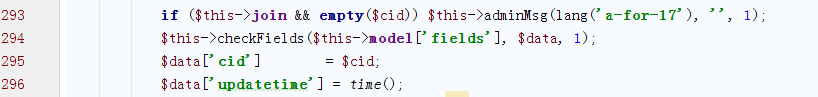 293 if ($this->join && empty($cid)) $this->adminMsg(lang('a-for-17'), '', 1);
294 $this->checkFields($this->model['fields'], $data, 1);
295 $data['cid'] = $cid;
296 $data['updatetime'] = time();